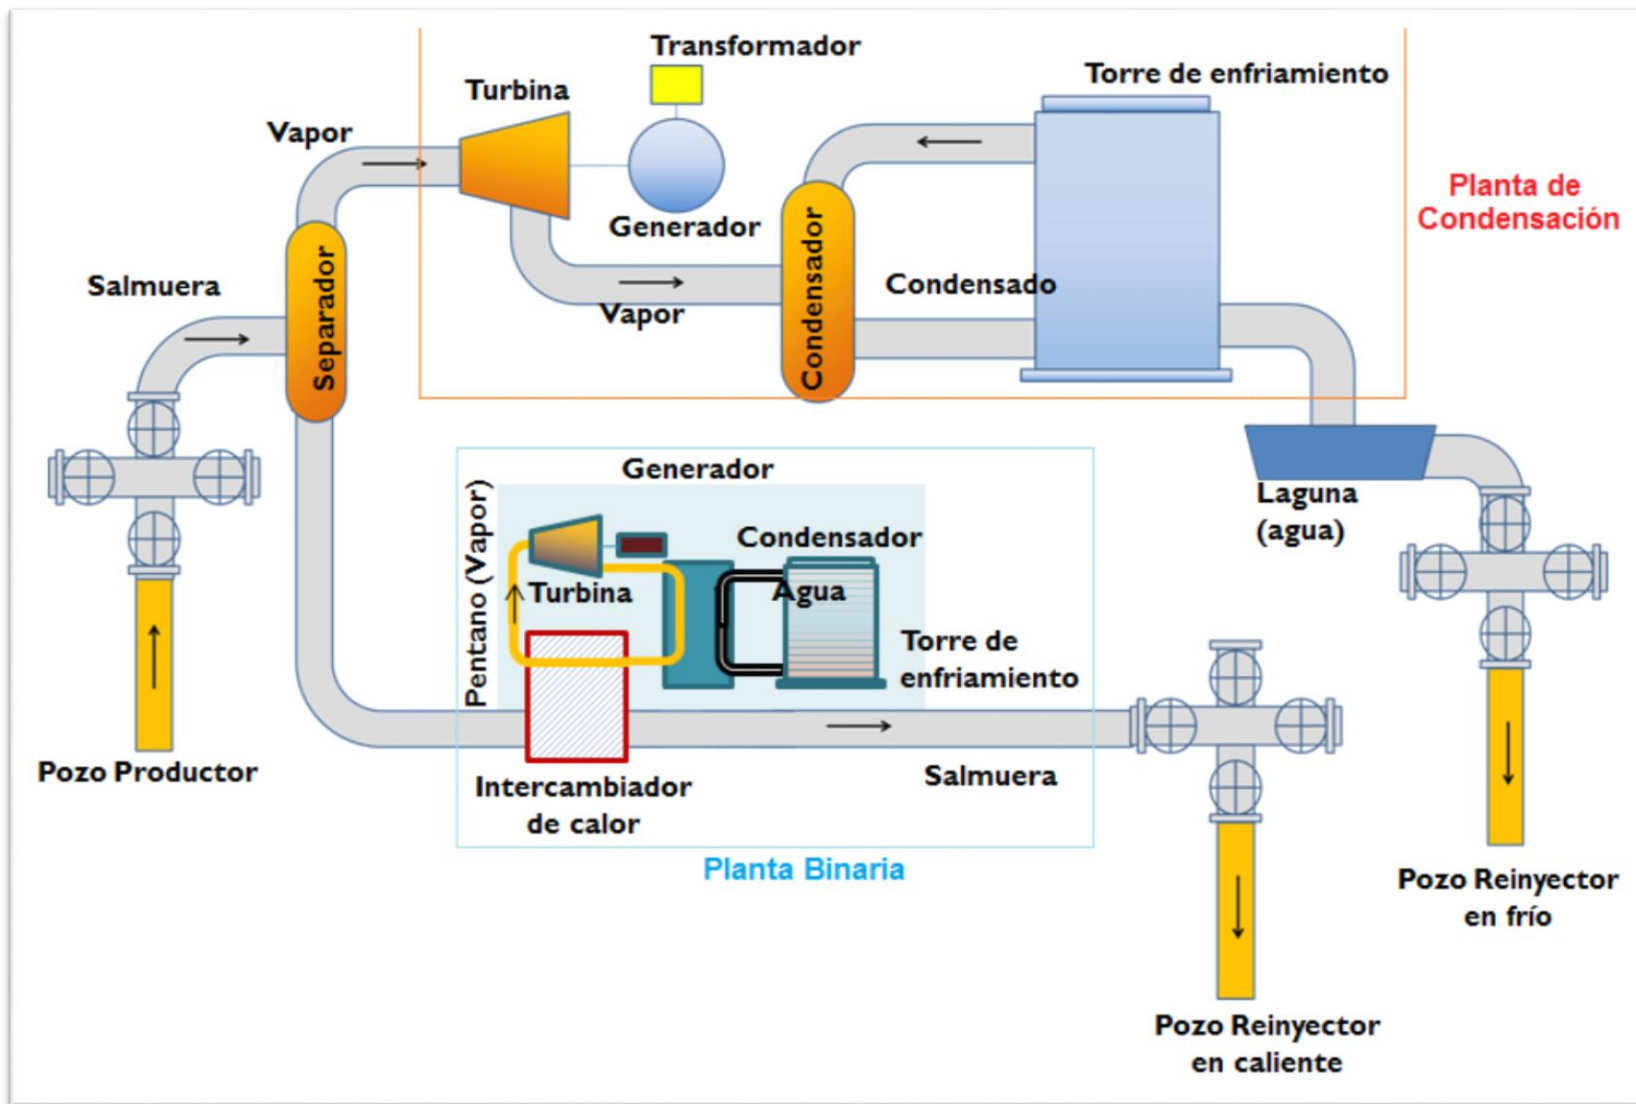 Transformador
Turbina
Torre de enfriamiento
Vapor
Planta de
Condensación
Generador
Separador
Condensador
Salmuera
Condensado
Vapor
Generador
Pentano (Vapor)
Laguna
(agua)
Condensador
Turbina
Agua
Torre de
enfriamiento
Pozo Productor
Intercambiador
de calor
Salmuera
Planta Binaria
Pozo Reinyector
en frío
Pozo Reinyector
en caliente